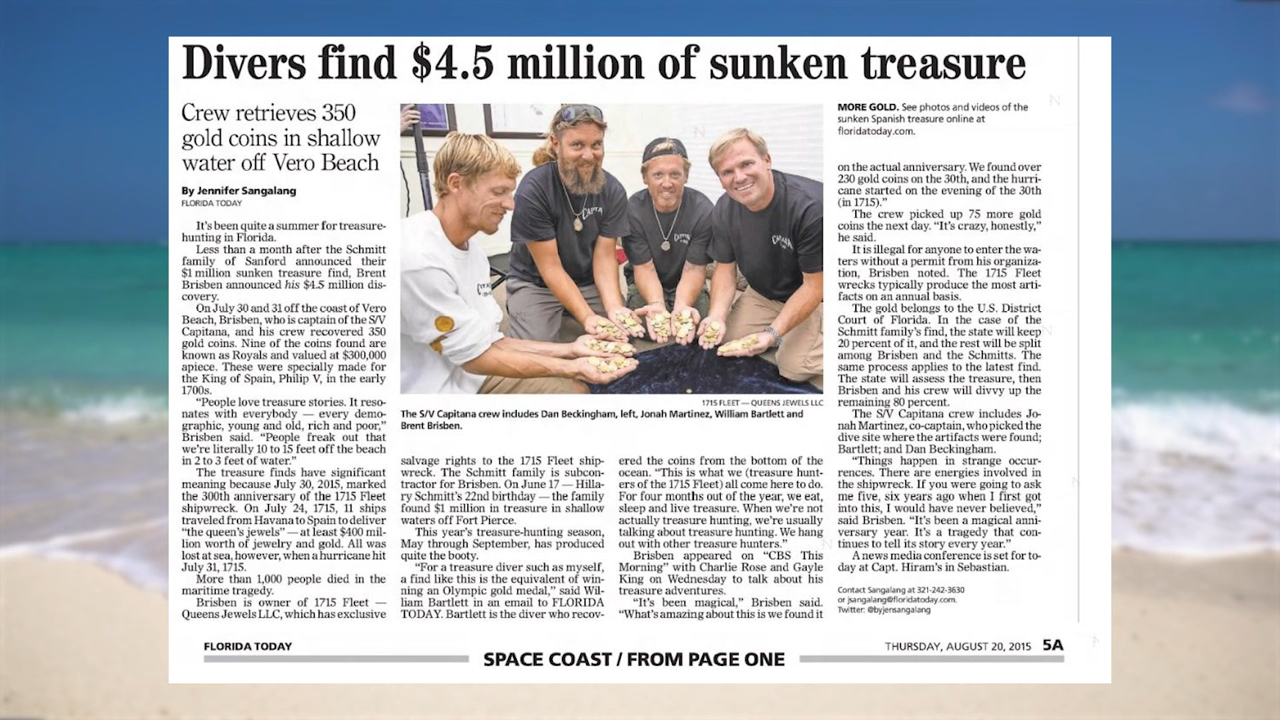 Divers find $4.5 million of sunken treasure
Crew retrieves 350
gold coins in shallow
water off Vero Beach
By Jennifer Sangalang
FLORIDA TODAY
It's been quite a summer for treasure-
hunting in Florida.
Less than a month after the Schmitt
family of Sanford announced their
$1 million sunken treasure find, Brent
Brisben announced his $4.5 million dis-
covery.
On July 30 and 31 off the coast of Vero
Beach, Brisben, who is captain of the S/V
Capitana, and his crew recovered 350
gold coins. Nine of the coins found are
known as Royals and valued at $300,000
apiece. These were specially made for
the King of Spain, Philip V, in the early
1700s.
"People love treasure stories. It reso-
nates with everybody — every demo-
graphic, young and old, rich and poor,"
Brisben said. "People freak out that
we're literally 10 to 15 feet off the beach
in 2 to 3 feet of water."
The treasure finds have significant
meaning because July 30, 2015, marked
the 300th anniversary of the 1715 Fleet
shipwreck. On July 24, 1715, 11 ships
traveled from Havana to Spain to deliver
"the queen's jewels" — at least $400 mil-
lion worth of jewelry and gold. All was
lost at sea, however, when a hurricane hit
July 31, 1715.
More than 1,000 people died in the
maritime tragedy.
Brisben is owner of 1715 Fleet —
Queens Jewels LLC, which has exclusive
1715 FLEET — QUEENS JEWELS LLC
The S/V Capitana crew includes Dan Beckingham, left, Jonah Martinez, William Bartlett and
Brent Brisben.
salvage rights to the 1715 Fleet ship-
wreck. The Schmitt family is subcon-
tractor for Brisben. On June 17 — Hilla-
ry Schmitt's 22nd birthday — the family
found $1 million in treasure in shallow
waters off Fort Pierce.
This year's treasure-hunting season,
May through September, has produced
quite the booty.
"For a treasure diver such as myself,
a find like this is the equivalent of win-
ning an Olympic gold medal," said Wil-
liam Bartlett in an email to FLORIDA
TODAY. Bartlett is the diver who recov-
ered the coins from the bottom of the
ocean. "This is what we (treasure hunt-
ers of the 1715 Fleet) all come here to do.
For four months out of the year, we eat,
sleep and live treasure. When we're not
actually treasure hunting, we're usually
talking about treasure hunting. We hang
out with other treasure hunters."
Brisben appeared on "CBS This
Morning" with Charlie Rose and Gayle
King on Wednesday to talk about his
treasure adventures.
"It's been magical," Brisben said.
"What's amazing about this is we found it
MORE GOLD. See photos and videos of the
sunken Spanish treasure online at
floridatoday.com.
on the actual anniversary. We found over
230 gold coins on the 30th, and the hurri-
cane started on the evening of the 30th
(in 1715)."
The crew picked up 75 more gold
coins the next day. "It's crazy, honestly,"
he said.
It is illegal for anyone to enter the wa-
ters without a permit from his organiza-
tion, Brisben noted. The 1715 Fleet
wrecks typically produce the most arti-
facts on an annual basis.
The gold belongs to the U.S. District
Court of Florida. In the case of the
Schmitt family's find, the state will keep
20 percent of it, and the rest will be split
among Brisben and the Schmitts. The
same process applies to the latest find.
The state will assess the treasure, then
Brisben and his crew will divvy up the
remaining 80 percent.
The S/V Capitana crew includes Jo-
nah Martinez, co-captain, who picked the
dive site where the artifacts were found;
Bartlett; and Dan Beckingham.
"Things happen in strange occur-
rences. There are energies involved in
the shipwreck. If you were going to ask
me five, six years ago when I first got
into this, I would have never believed,"
said Brisben. "It's been a magical anni-
versary year. It's a tragedy that con-
tinues to tell its story every year."
A news media conference is set for to-
day at Capt. Hiram's in Sebastian.
Contact Sangalang at 321-242-3630
or jsangalang@floridatoday.com.
Twitter: @byjensangalang
FLORIDA TODAY
SPACE COAST / FROM PAGE ONE
THURSDAY, AUGUST 20, 2015 5A